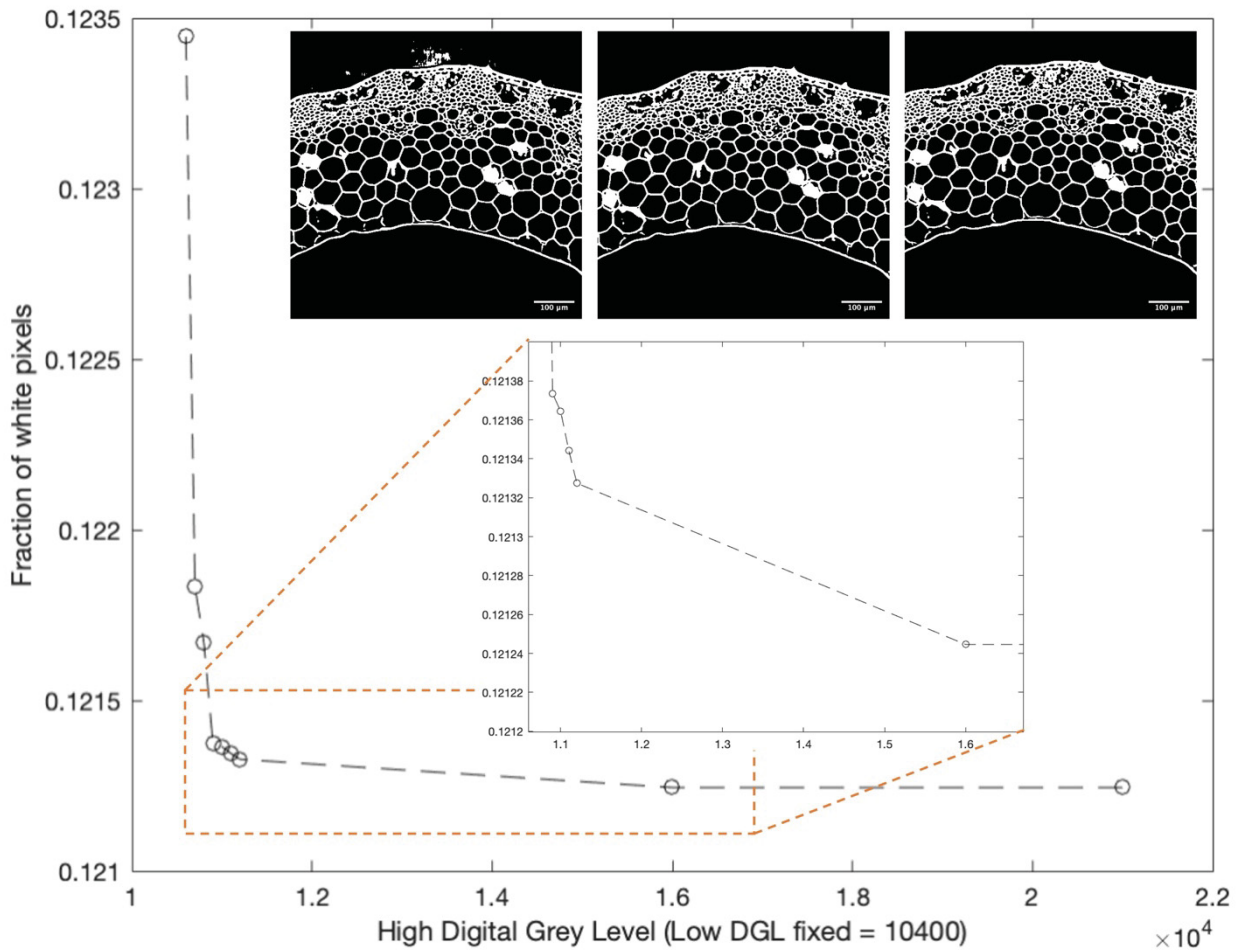 0.1235
0.123
0.1225
0.122
0.1215
0.121
Fraction of white pixels
100 µm
100 µm
100 µm
0.12138
0.12136
0.12134
0.12132
0.1213
0.12128
0.12126
0.12124
0.12122
0.1212
1.1 1.2 1.3 1.4 1.5 1.6
1 1.2 1.4 1.6 1.8 2 2.2
×10⁴
High Digital Grey Level (Low DGL fixed = 10400)